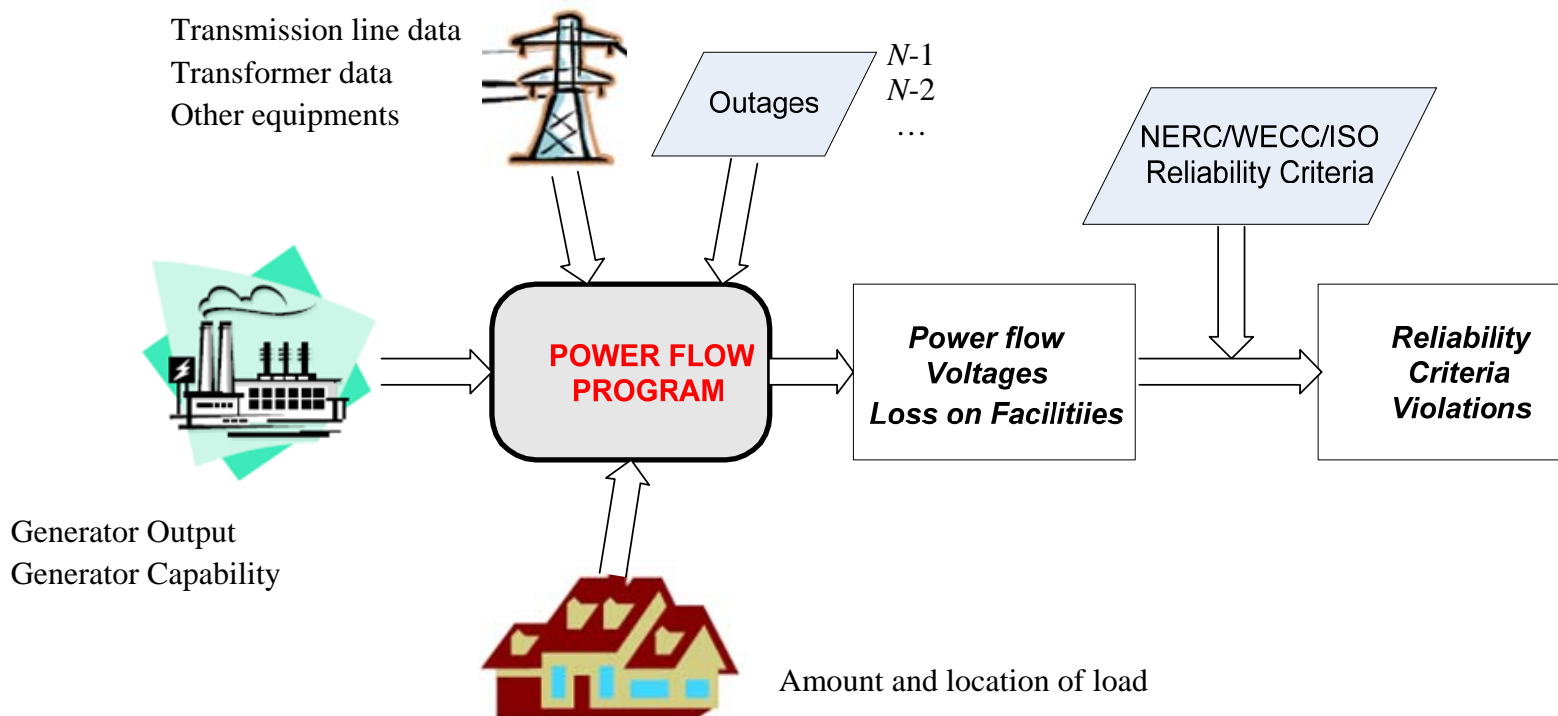 Transmission line data
Transformer data
Other equipments
Outages
N-1
N-2
…
NERC/WECC/ISO
Reliability Criteria
POWER FLOW
PROGRAM
Power flow
Voltages
Loss on Facilitiies
Reliability
Criteria
Violations
Generator Output
Generator Capability
Amount and location of load